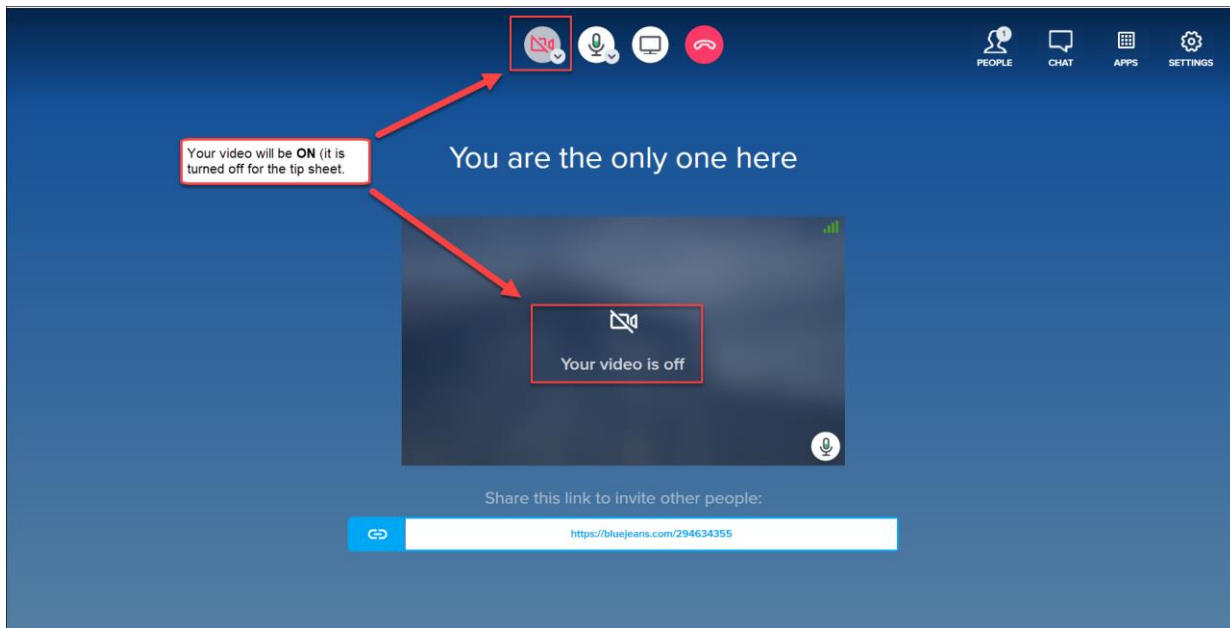 1
PEOPLE
CHAT
APPS
SETTINGS
Your video will be ON (it is
turned off for the tip sheet.
You are the only one here
Your video is off
Share this link to invite other people:
https://bluejeans.com/294634355